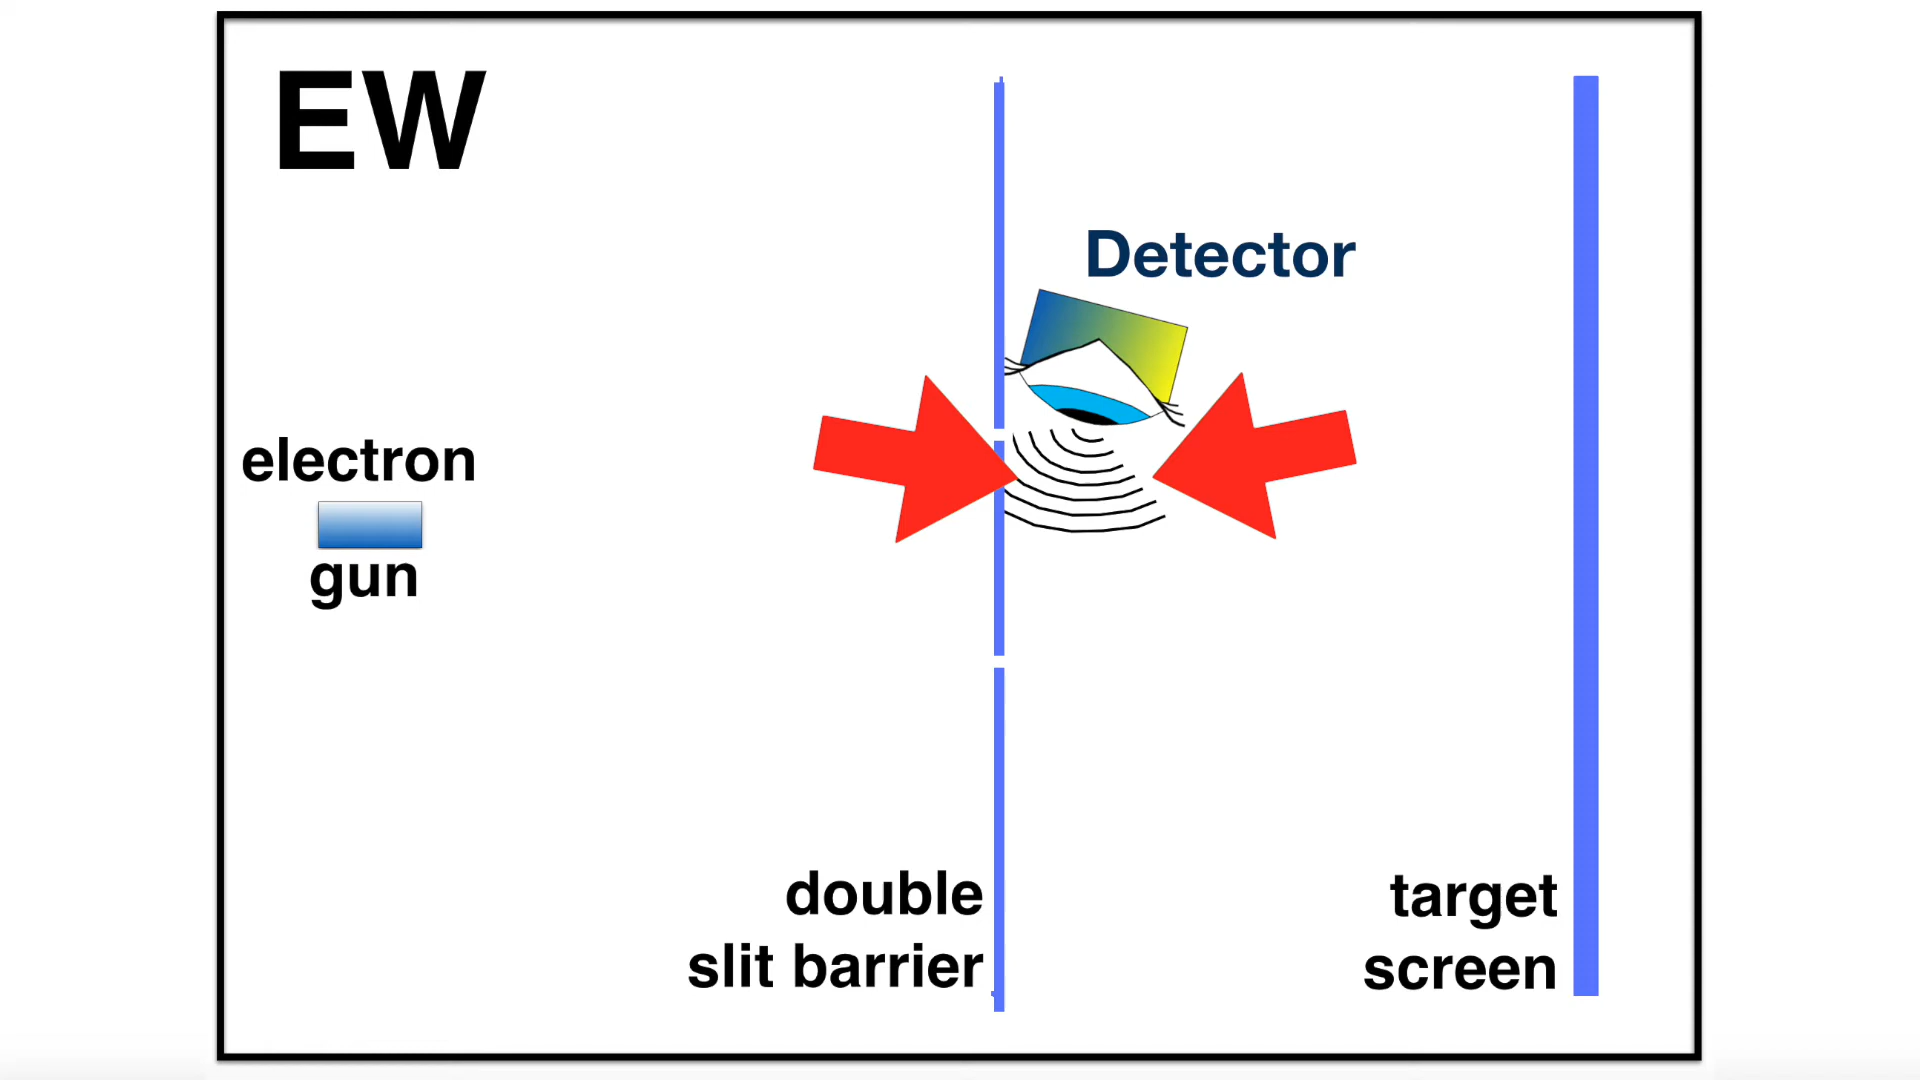 EW
Detector
electron
gun
double
slit barrier
target
screen